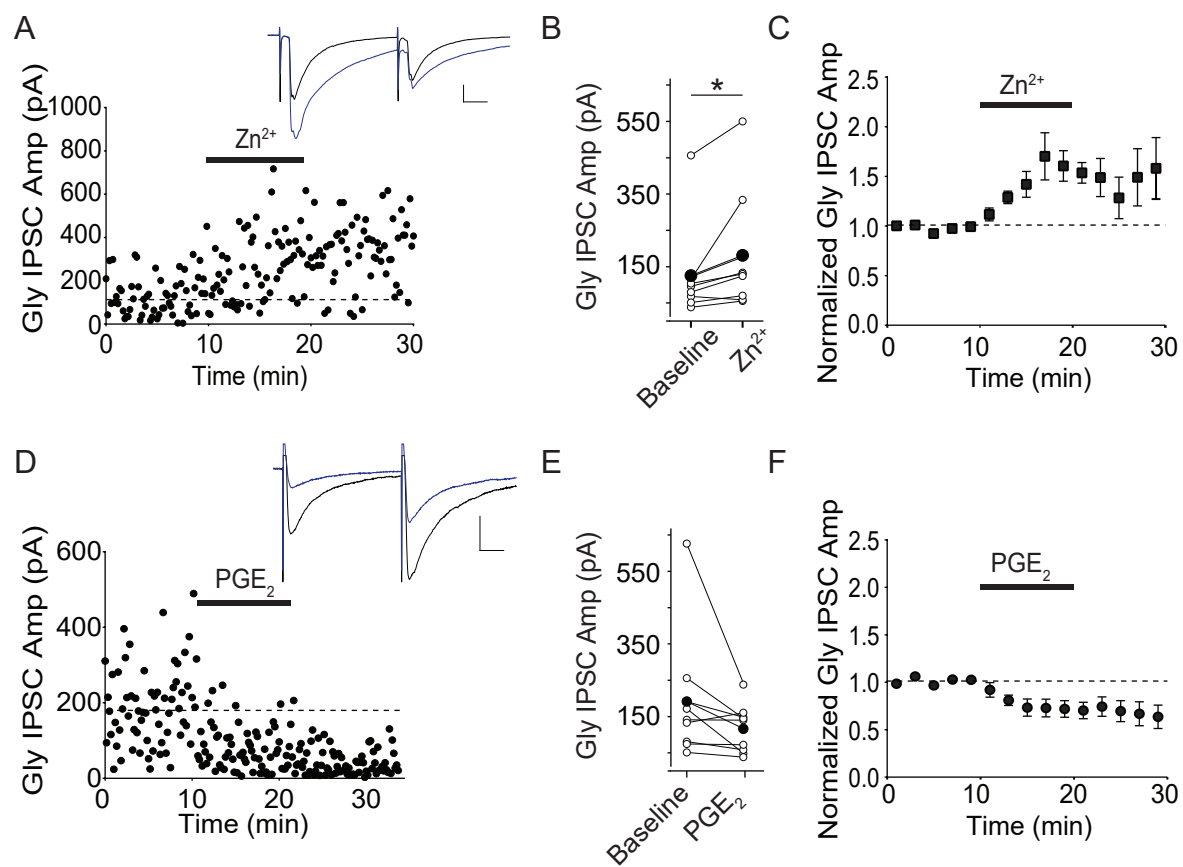 A
Gly IPSC Amp (pA)
1000
800
600
400
200
0
Zn²⁺
0 10 20 30
Time (min)
B
*
Gly IPSC Amp (pA)
550
350
150
Baseline
Zn²⁺
C
Normalized Gly IPSC Amp
2.5
2.0
1.5
1.0
0.5
0.0
Zn²⁺
0 10 20 30
Time (min)
D
Gly IPSC Amp (pA)
600
400
200
0
PGE₂
0 10 20 30
Time (min)
E
Gly IPSC Amp (pA)
550
350
150
Baseline
PGE₂
F
Normalized Gly IPSC Amp
2.5
2.0
1.5
1.0
0.5
0.0
PGE₂
0 10 20 30
Time (min)